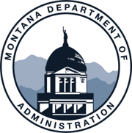 MONTANA DEPARTMENT OF
ADMINISTRATION